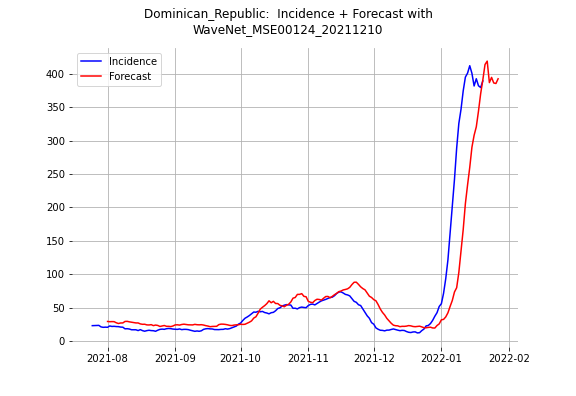 Dominican_Republic:  Incidence + Forecast with
WaveNet_MSE00124_20211210
Incidence
Forecast
400
350
300
250
200
150
100
50
0
2021-08 2021-09 2021-10 2021-11 2021-12 2022-01 2022-02